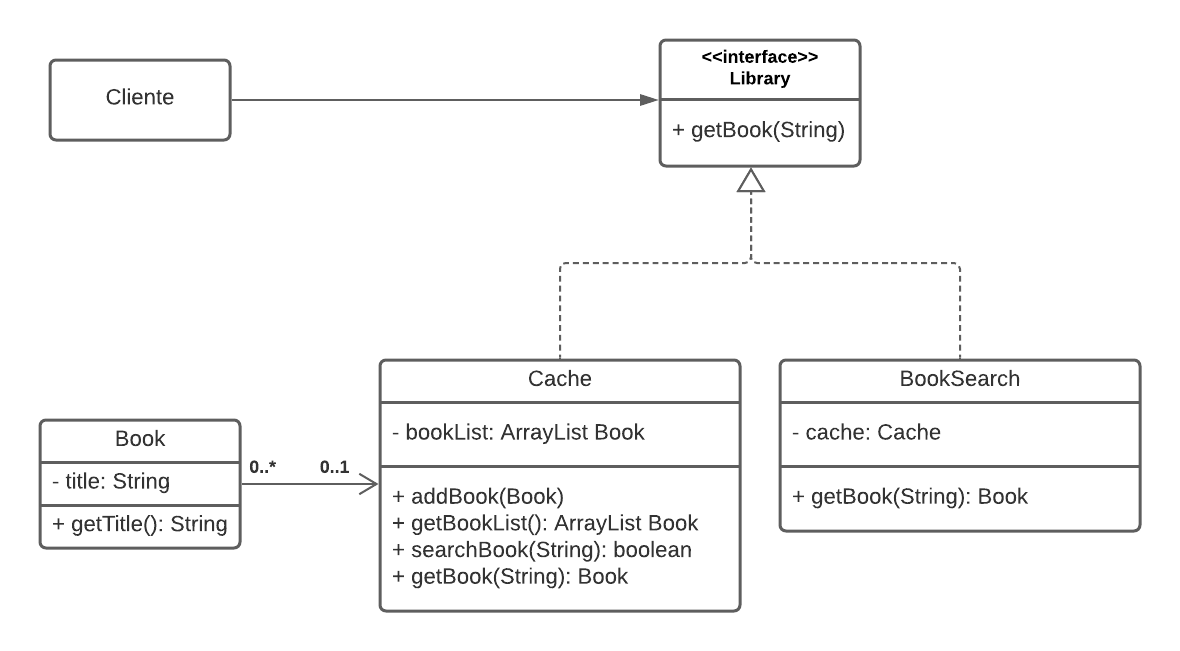 Cliente
<<interface>>
Library
+ getBook(String)
Cache
- bookList: ArrayList Book
+ addBook(Book)
+ getBookList(): ArrayList Book
+ searchBook(String): boolean
+ getBook(String): Book
BookSearch
- cache: Cache
+ getBook(String): Book
Book
- title: String
+ getTitle(): String
0..*
0..1